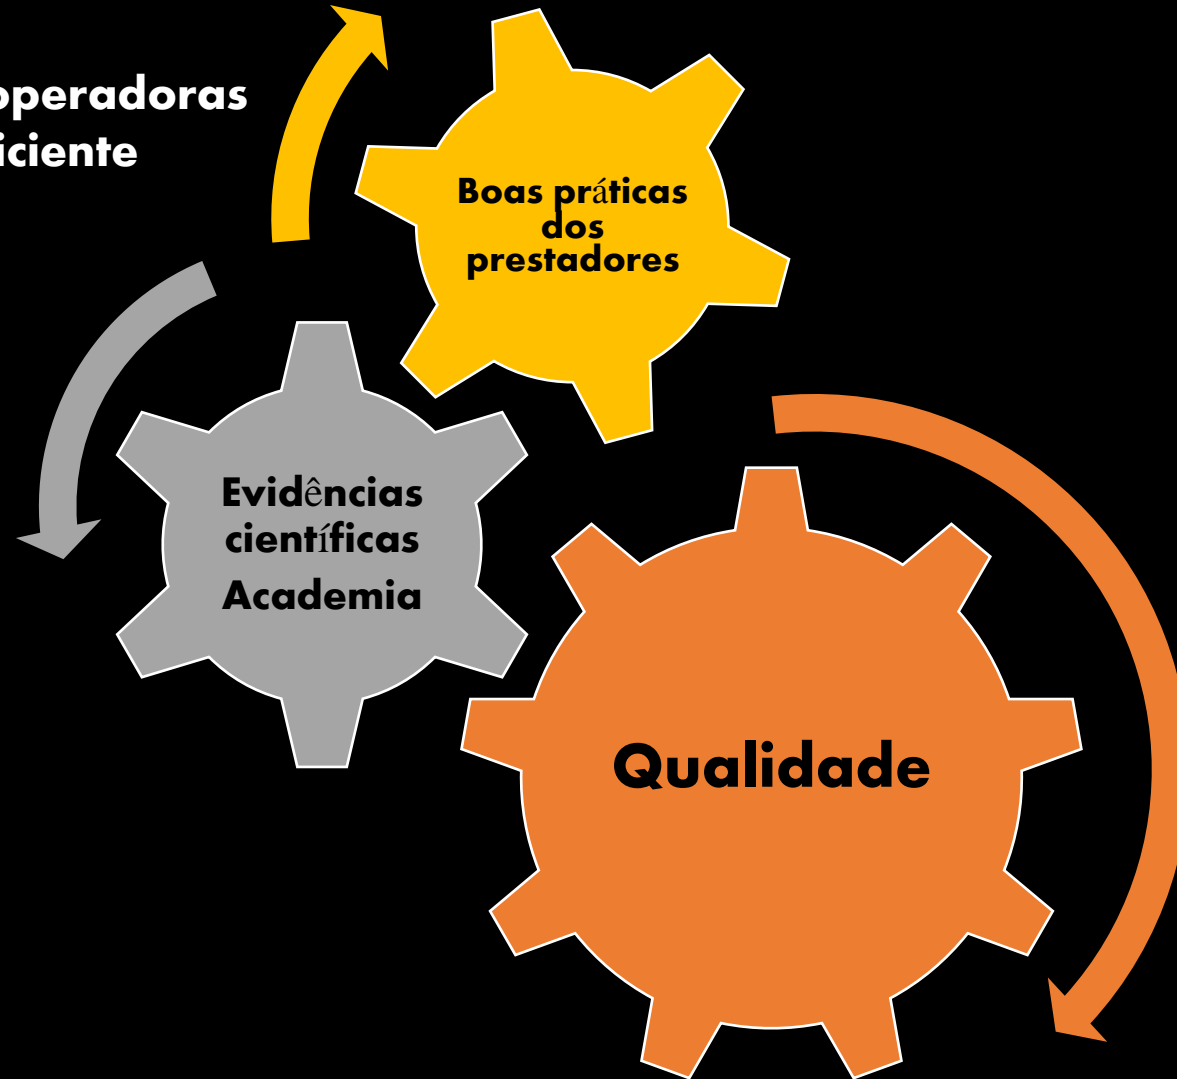 operadoras
iciente
Boas práticas
dos
prestadores
Evidências
científicas
Academia
Qualidade